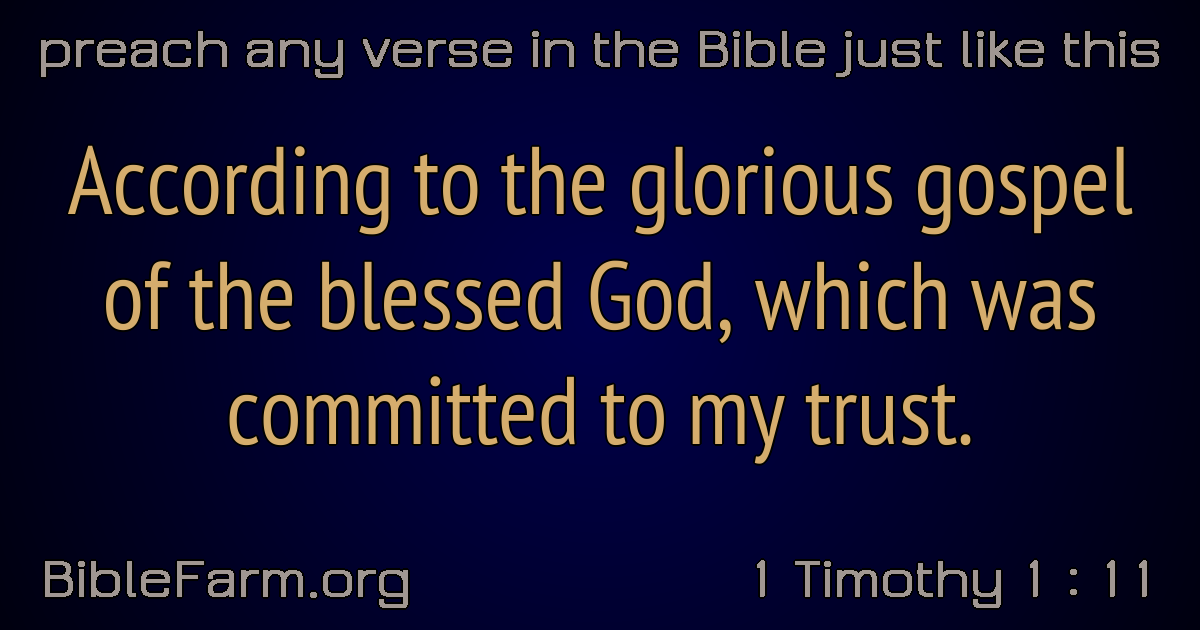 preach any verse in the Bible just like this
According to the glorious gospel
of the blessed God, which was
committed to my trust.
BibleFarm.org
1 Timothy 1 : 11